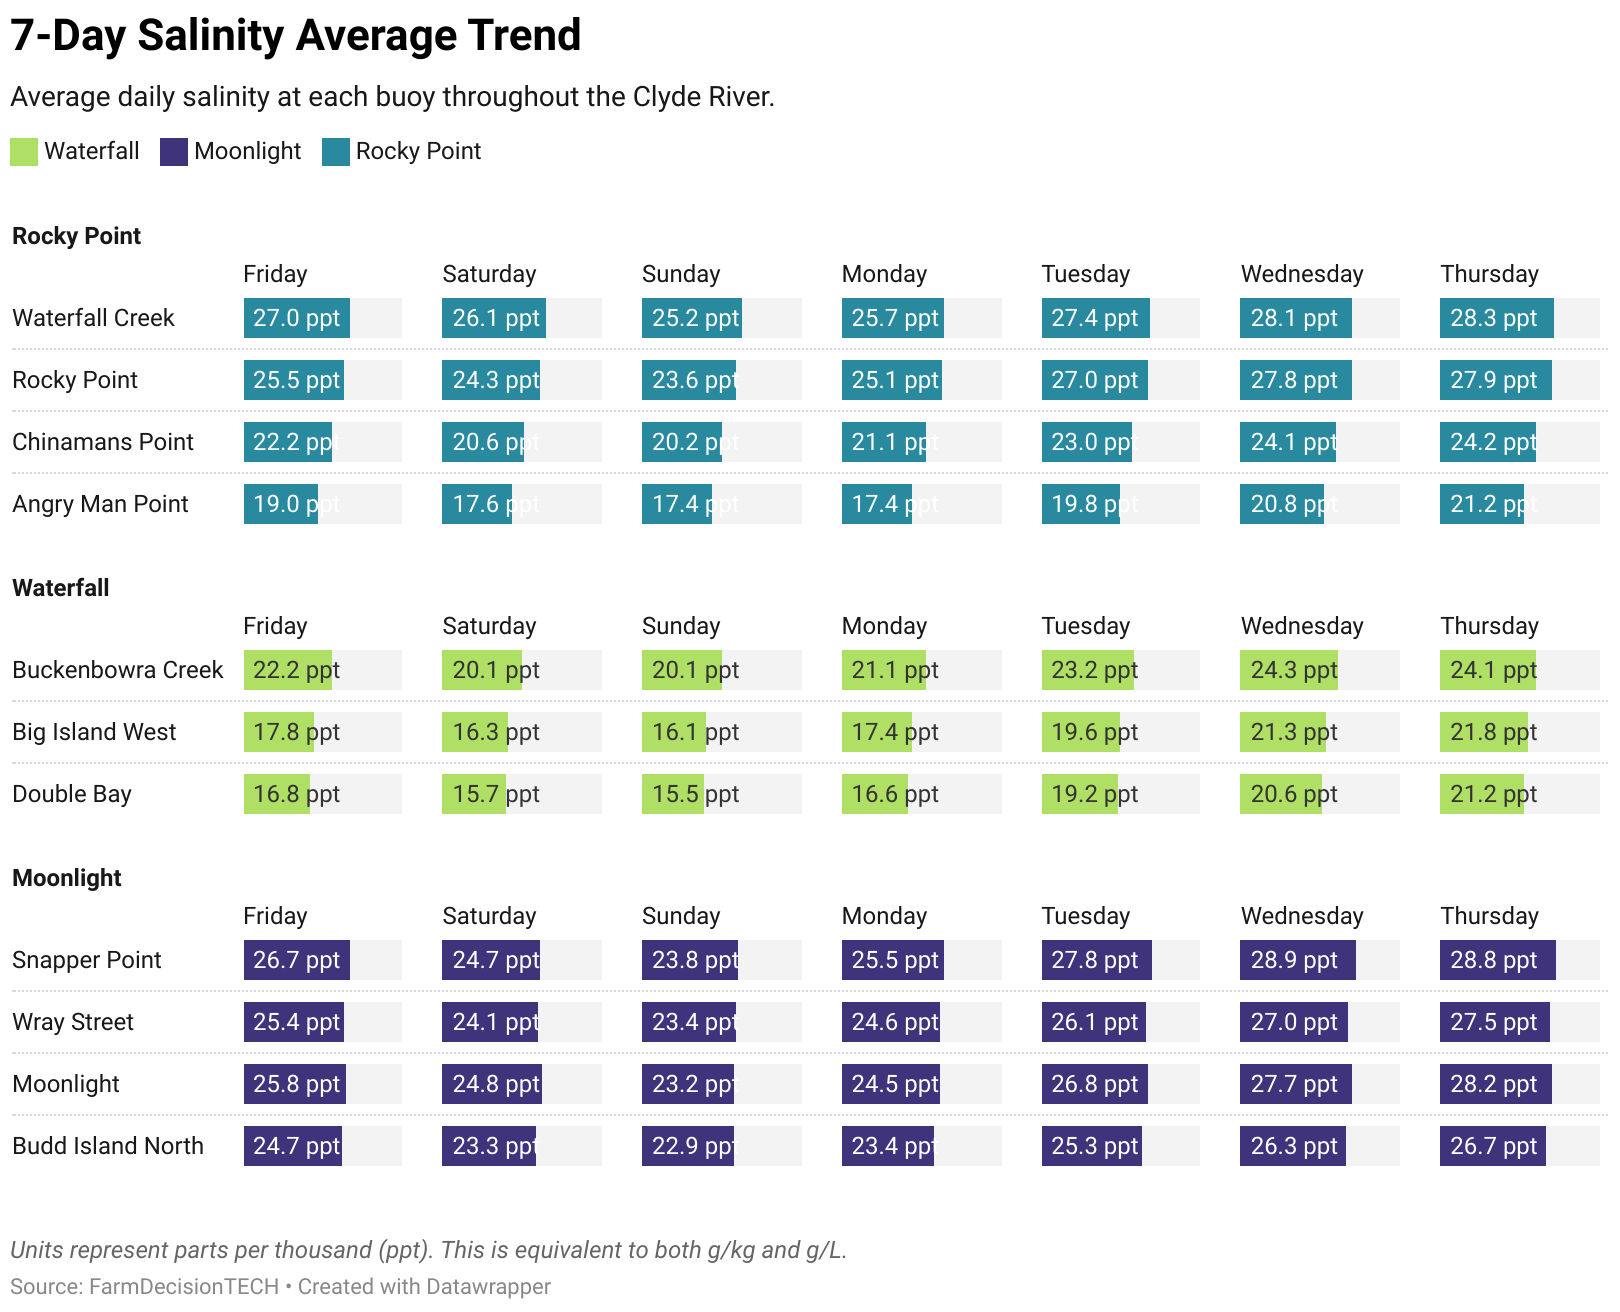 7-Day Salinity Average Trend
Average daily salinity at each buoy throughout the Clyde River.
Waterfall Moonlight Rocky Point
Rocky Point
Friday Saturday Sunday Monday Tuesday Wednesday Thursday
Waterfall Creek 27.0 ppt 26.1 ppt 25.2 ppt 25.7 ppt 27.4 ppt 28.1 ppt 28.3 ppt
Rocky Point 25.5 ppt 24.3 ppt 23.6 ppt 25.1 ppt 27.0 ppt 27.8 ppt 27.9 ppt
Chinamans Point 22.2 ppt 20.6 ppt 20.2 ppt 21.1 ppt 23.0 ppt 24.1 ppt 24.2 ppt
Angry Man Point 19.0 ppt 17.6 ppt 17.4 ppt 17.4 ppt 19.8 ppt 20.8 ppt 21.2 ppt
Waterfall
Friday Saturday Sunday Monday Tuesday Wednesday Thursday
Buckenbowra Creek 22.2 ppt 20.1 ppt 20.1 ppt 21.1 ppt 23.2 ppt 24.3 ppt 24.1 ppt
Big Island West 17.8 ppt 16.3 ppt 16.1 ppt 17.4 ppt 19.6 ppt 21.3 ppt 21.8 ppt
Double Bay 16.8 ppt 15.7 ppt 15.5 ppt 16.6 ppt 19.2 ppt 20.6 ppt 21.2 ppt
Moonlight
Friday Saturday Sunday Monday Tuesday Wednesday Thursday
Snapper Point 26.7 ppt 24.7 ppt 23.8 ppt 25.5 ppt 27.8 ppt 28.9 ppt 28.8 ppt
Wray Street 25.4 ppt 24.1 ppt 23.4 ppt 24.6 ppt 26.1 ppt 27.0 ppt 27.5 ppt
Moonlight 25.8 ppt 24.8 ppt 23.2 ppt 24.5 ppt 26.8 ppt 27.7 ppt 28.2 ppt
Budd Island North 24.7 ppt 23.3 ppt 22.9 ppt 23.4 ppt 25.3 ppt 26.3 ppt 26.7 ppt
Units represent parts per thousand (ppt). This is equivalent to both g/kg and g/L.
Source: FarmDecisionTECH • Created with Datawrapper